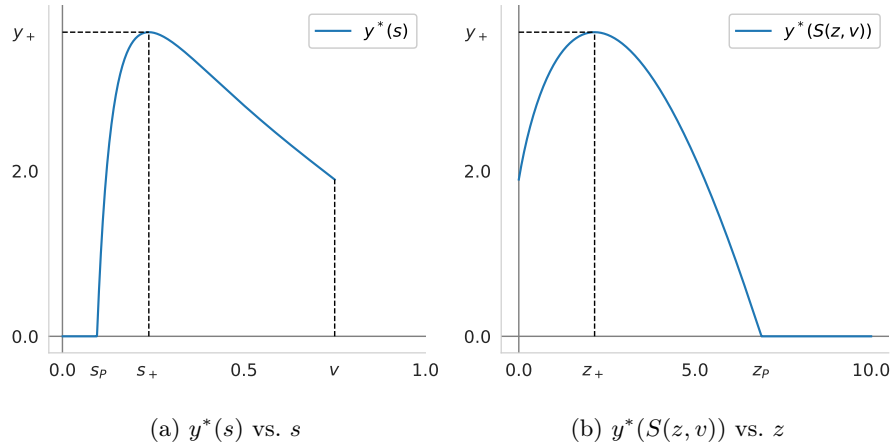 y₊
y*(s)
2.0
0.0
0.0 s_P s₊ 0.5 v 1.0
(a) y*(s) vs. s
y₊
y*(S(z, v))
2.0
0.0
0.0 z₊ 5.0 z_P 10.0
(b) y*(S(z, v)) vs. z